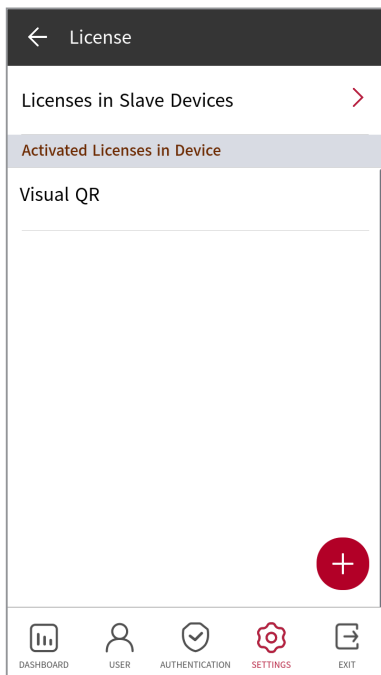 License
Licenses in Slave Devices
Activated Licenses in Device
Visual QR
DASHBOARD
USER
AUTHENTICATION
SETTINGS
EXIT